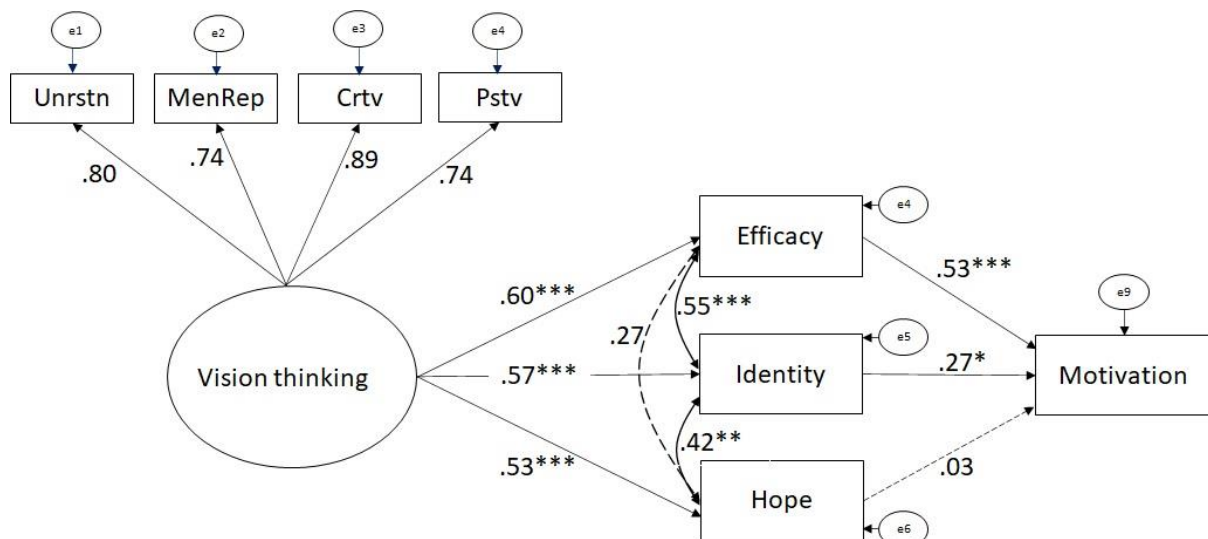 e1 e2 e3 e4
Unrstn MenRep Crtv Pstv
.80 .74 .89 .74
e4
Efficacy
.60*** .53***
.27 .55*** e9
e5
Vision thinking .57*** Identity .27* Motivation
.53*** .42** .03
Hope
e6